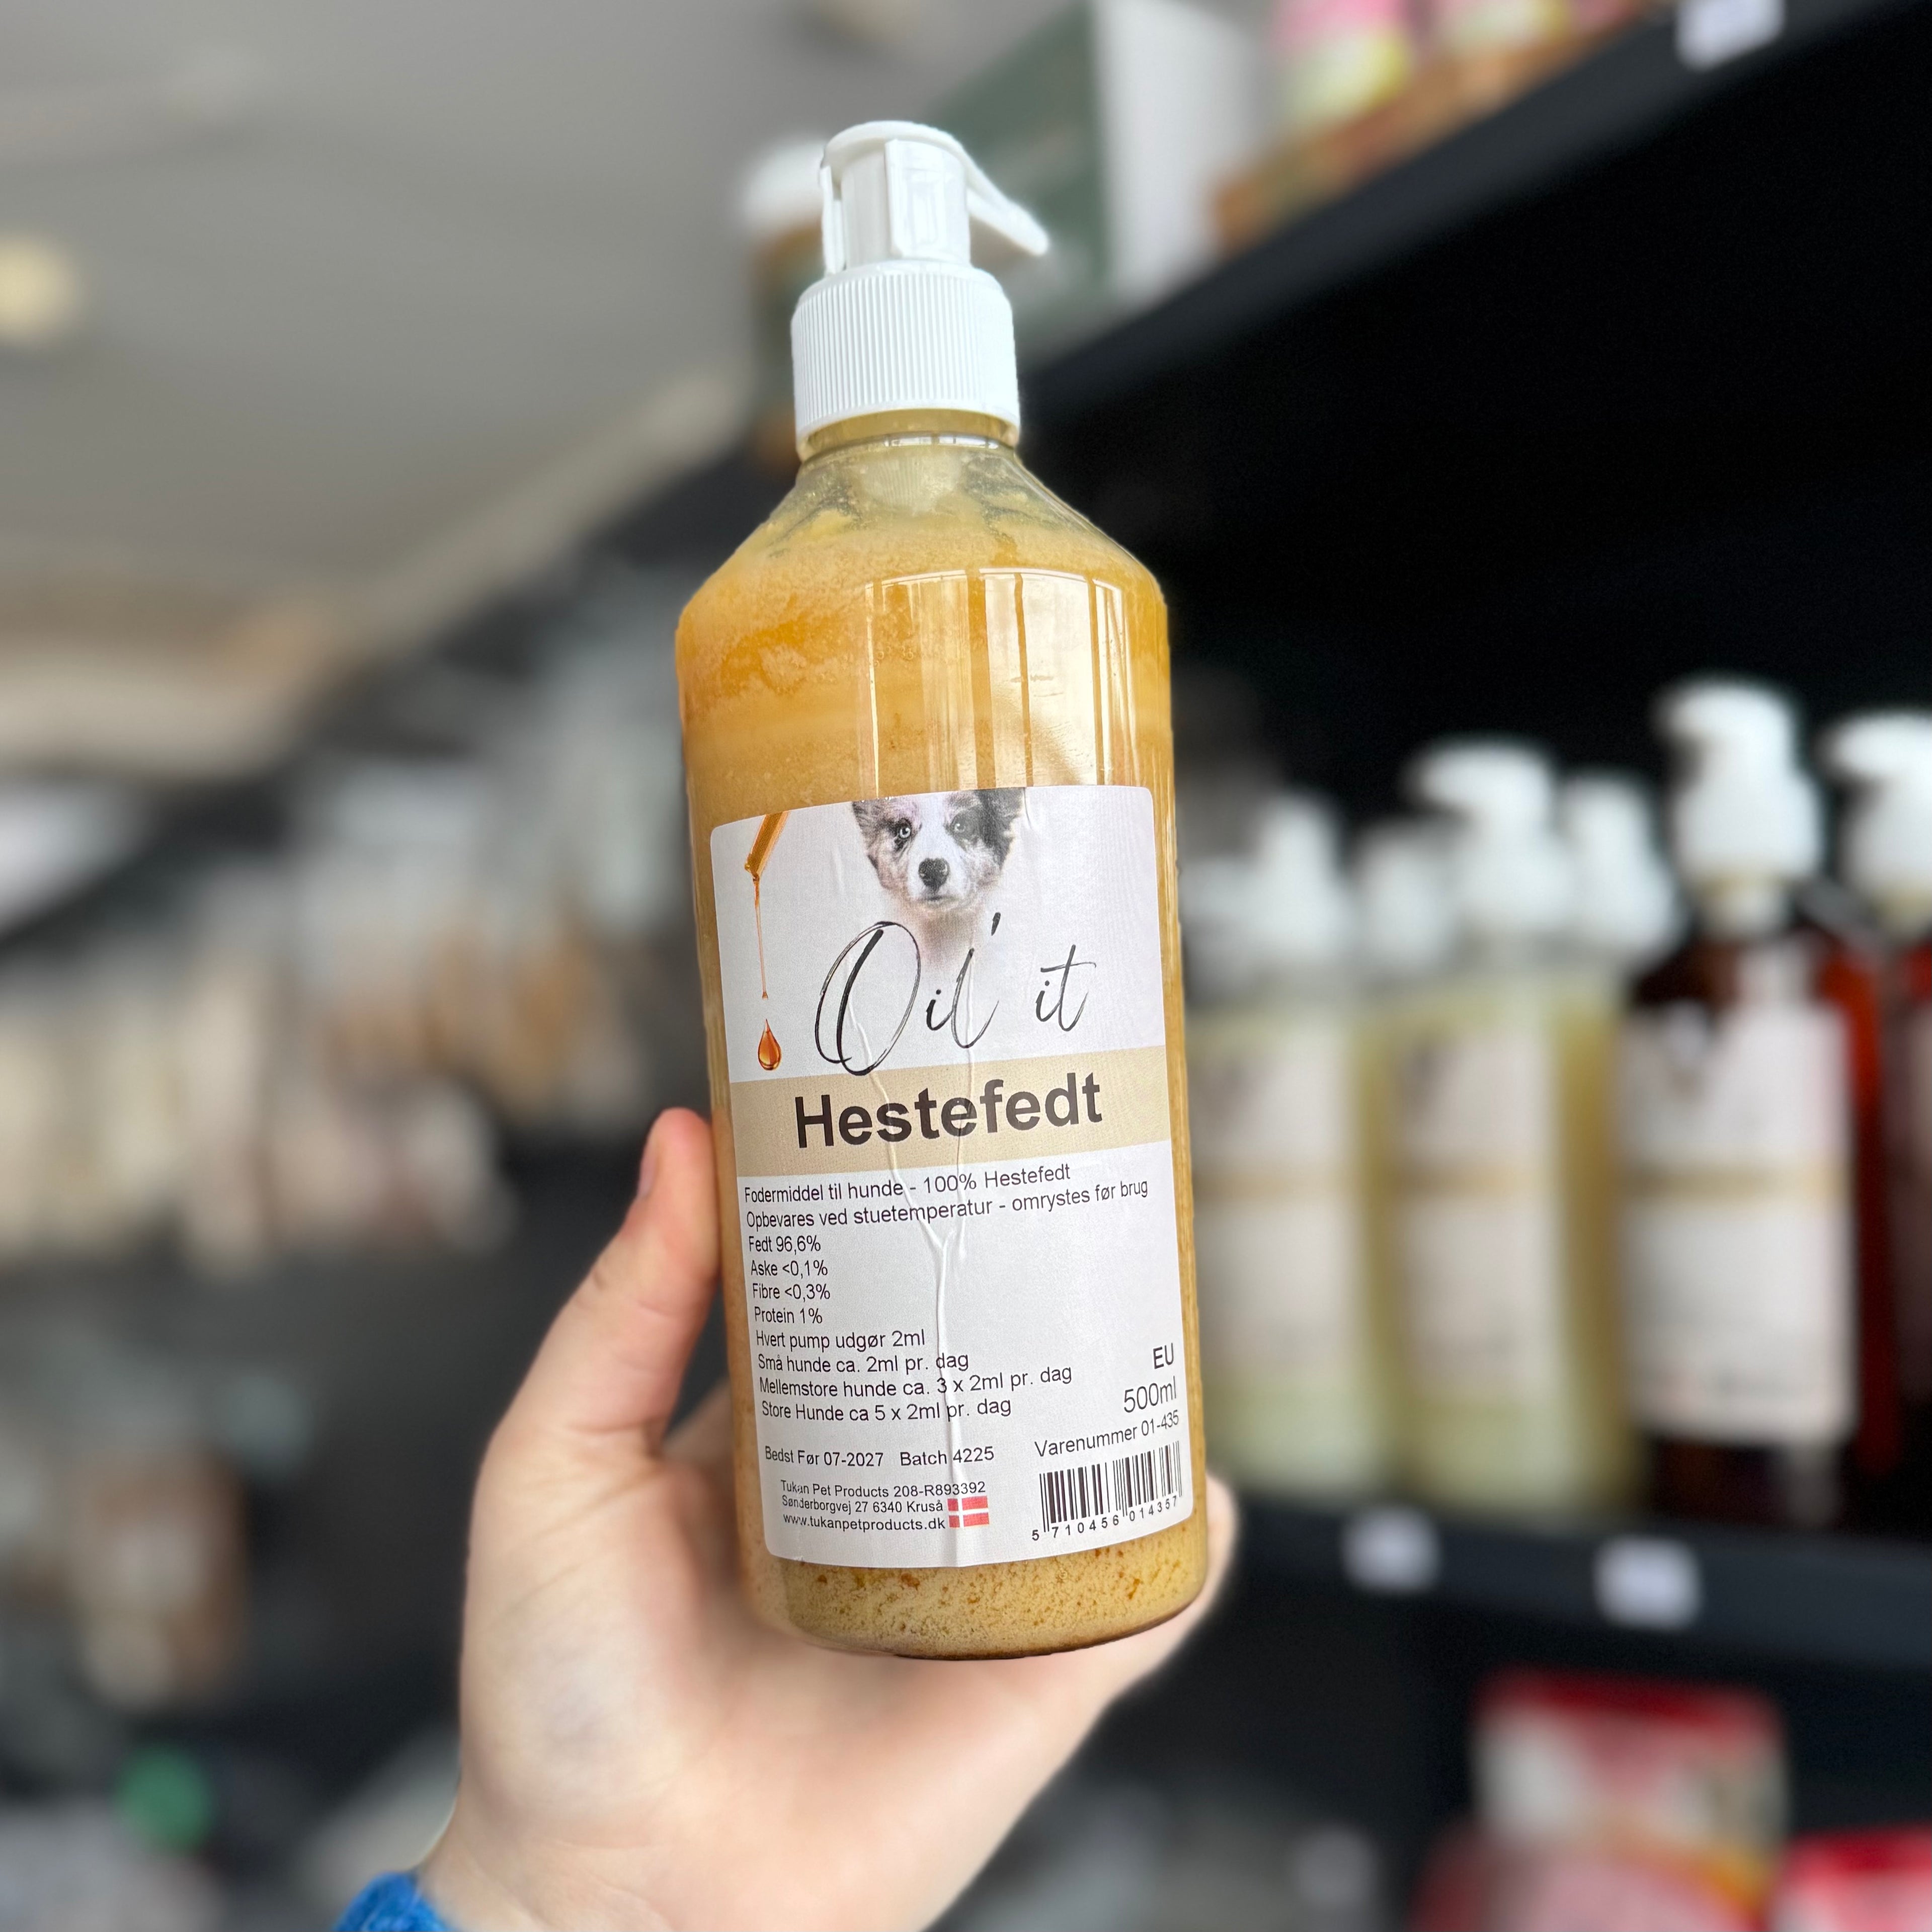 Oil' it
Hestefedt
Fodermiddel til hunde - 100% Hestefedt
Opbevares ved stuetemperatur - omrystes før brug
Fedt 96,6%
Aske <0,1%
Fibre <0,3%
Protein 1%
Hvert pump udgør 2ml
Små hunde ca. 2ml pr. dag
Mellemstore hunde ca. 3 x 2ml pr. dag
Store Hunde ca 5 x 2ml pr. dag
EU
500ml
Varenummer 01-435
Bedst Før 07-2027 Batch 4225
Tukan Pet Products 208-R893392
Sønderborgvej 27 6340 Kruså
www.tukanpetproducts.dk
5 710456 014357